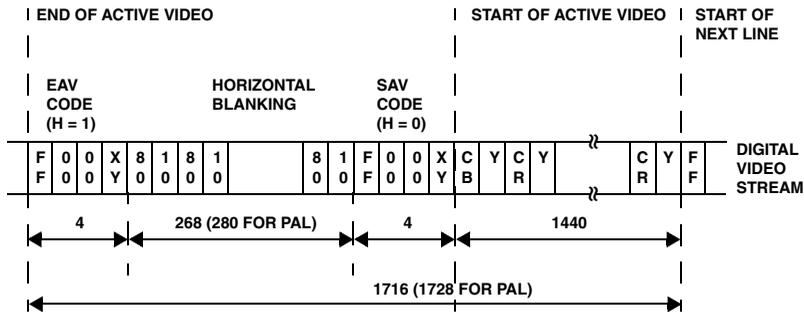 END OF ACTIVE VIDEO
START OF ACTIVE VIDEO
START OF
NEXT LINE
EAV
CODE
(H = 1)
HORIZONTAL
BLANKING
SAV
CODE
(H = 0)
F 0 0 X 8 1 8 1 8 1 F 0 0 X C Y C Y C Y F
F 0 0 Y 0 0 0 0 0 0 F 0 0 Y B R R F
DIGITAL
VIDEO
STREAM
4
268 (280 FOR PAL)
4
1440
1716 (1728 FOR PAL)